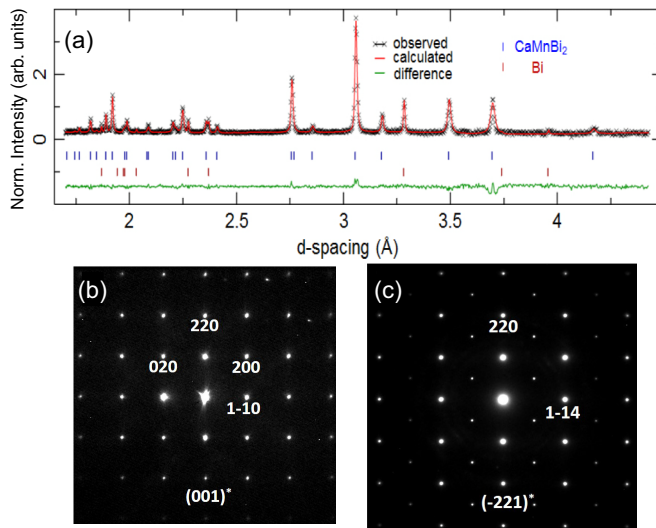 (a)
observed
calculated
difference
CaMnBi₂
Bi
Norm. Intensity (arb. units)
2
0
2
2.5
3
3.5
4
d-spacing (Å)
(b)
220
020
200
1-10
(001)*
(c)
220
1-14
(-221)*